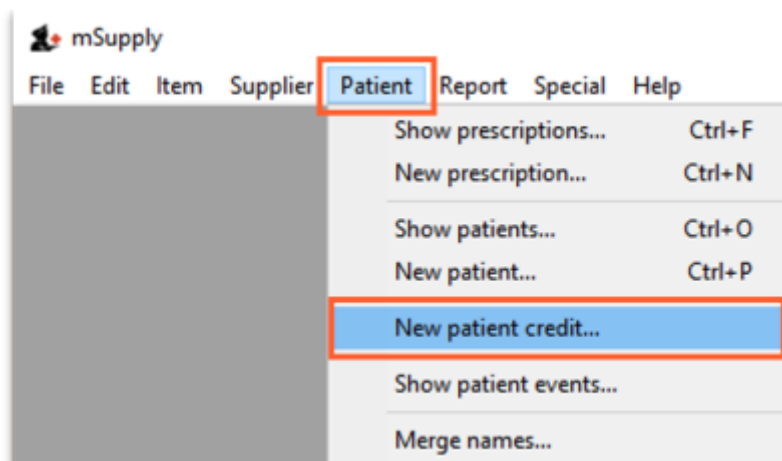 mSupply
File Edit Item Supplier Patient Report Special Help
Show prescriptions... Ctrl+F
New prescription... Ctrl+N
Show patients... Ctrl+O
New patient... Ctrl+P
New patient credit...
Show patient events...
Merge names...